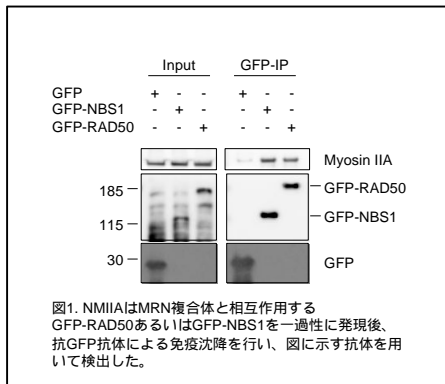 Input GFP-IP
GFP + - - + - -
GFP-NBS1 - + - - + -
GFP-RAD50 - - + - - +
Myosin IIA
185 GFP-RAD50
GFP-NBS1
115
30 GFP
図1. NMIIAはMRN複合体と相互作用する
GFP-RAD50あるいはGFP-NBS1を一過性に発現後、
抗GFP抗体による免疫沈降を行い、図に示す抗体を用
いて検出した。